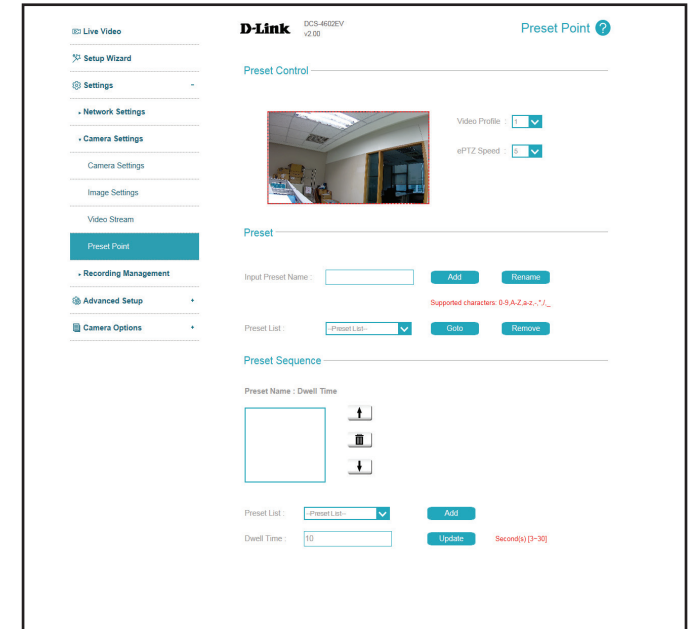 Live Video
D-Link DCS-4602EV
v2.00
Preset Point ?
Setup Wizard
Settings -
Network Settings
Camera Settings
Camera Settings
Image Settings
Video Stream
Preset Point
Recording Management
Advanced Setup +
Camera Options +
Preset Control
Video Profile : 1
ePTZ Speed : 5
Preset
Input Preset Name :
Add
Rename
Supported characters: 0-9,A-Z,a-z,-,*./,_
Preset List :
--Preset List--
Goto
Remove
Preset Sequence
Preset Name : Dwell Time
Preset List :
--Preset List--
Add
Dwell Time :
10
Update
Second(s) [3~30]